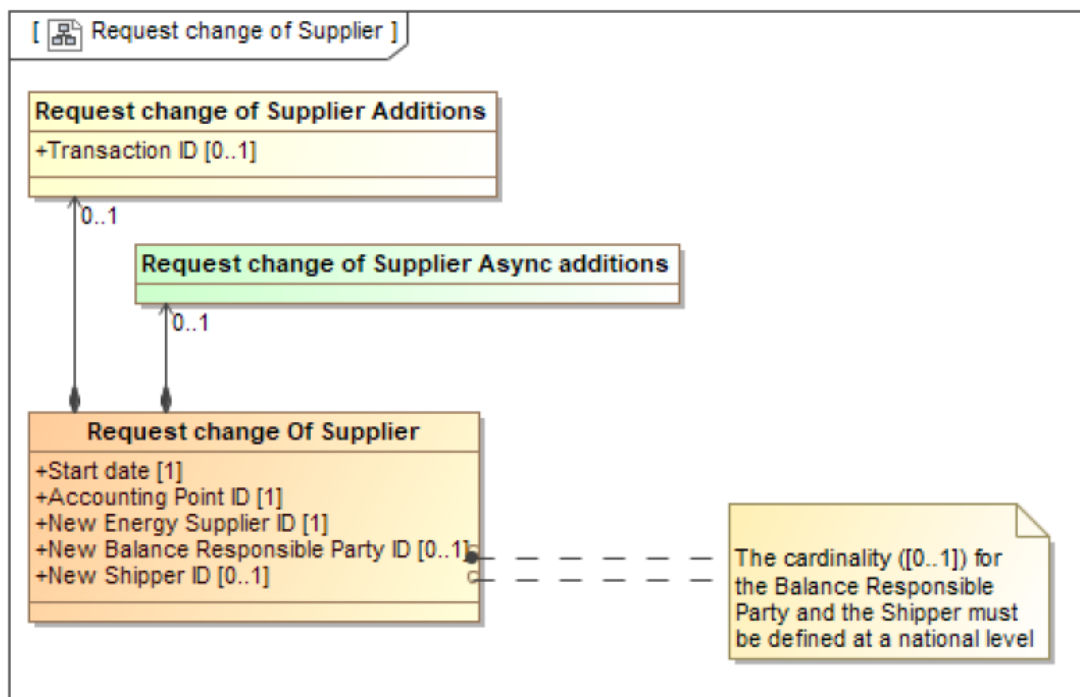 [ Request change of Supplier ]
Request change of Supplier Additions
+Transaction ID [0..1]
0..1
Request change of Supplier Async additions
0..1
Request change Of Supplier
+Start date [1]
+Accounting Point ID [1]
+New Energy Supplier ID [1]
+New Balance Responsible Party ID [0..1]
+New Shipper ID [0..1]
The cardinality ([0..1]) for
the Balance Responsible
Party and the Shipper must
be defined at a national level